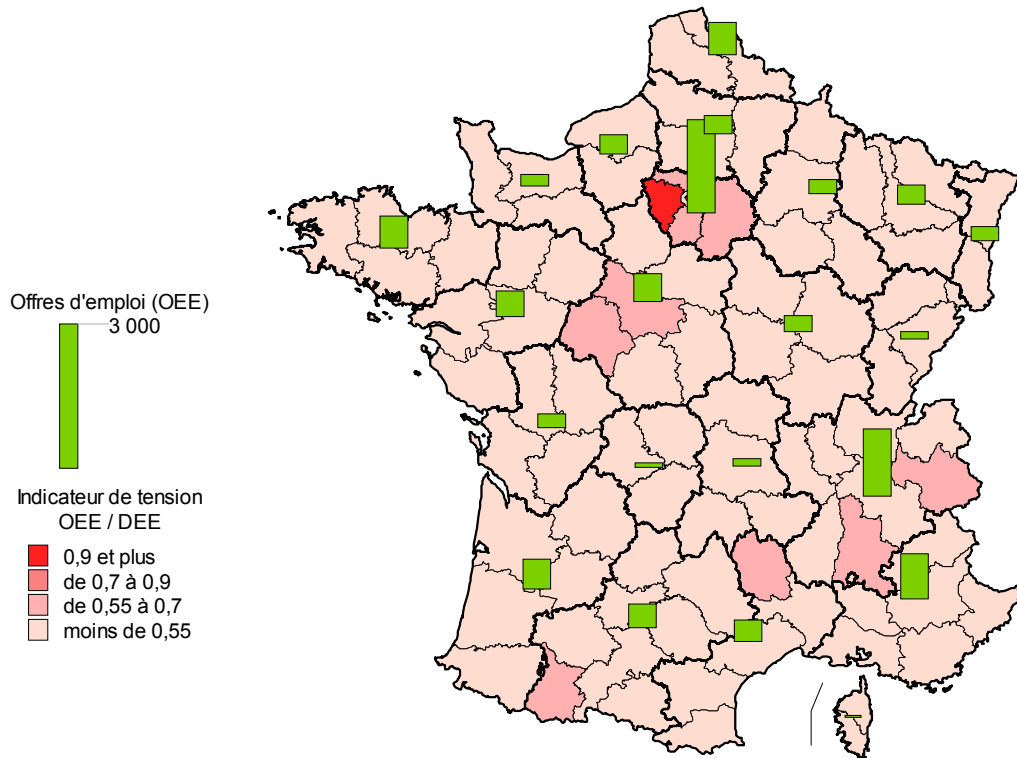 Offres d'emploi (OEE)
3 000
Indicateur de tension
OEE / DEE
0,9 et plus
de 0,7 à 0,9
de 0,55 à 0,7
moins de 0,55